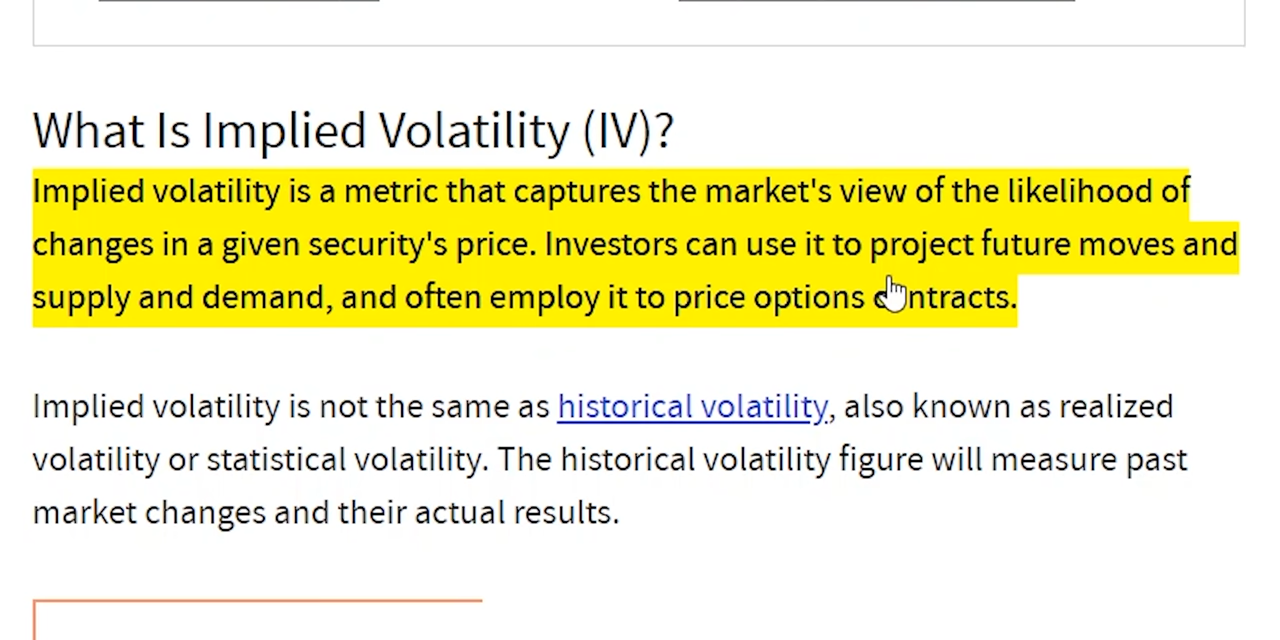 What Is Implied Volatility (IV)?
Implied volatility is a metric that captures the market's view of the likelihood of
changes in a given security's price. Investors can use it to project future moves and
supply and demand, and often employ it to price options contracts.
Implied volatility is not the same as historical volatility, also known as realized
volatility or statistical volatility. The historical volatility figure will measure past
market changes and their actual results.